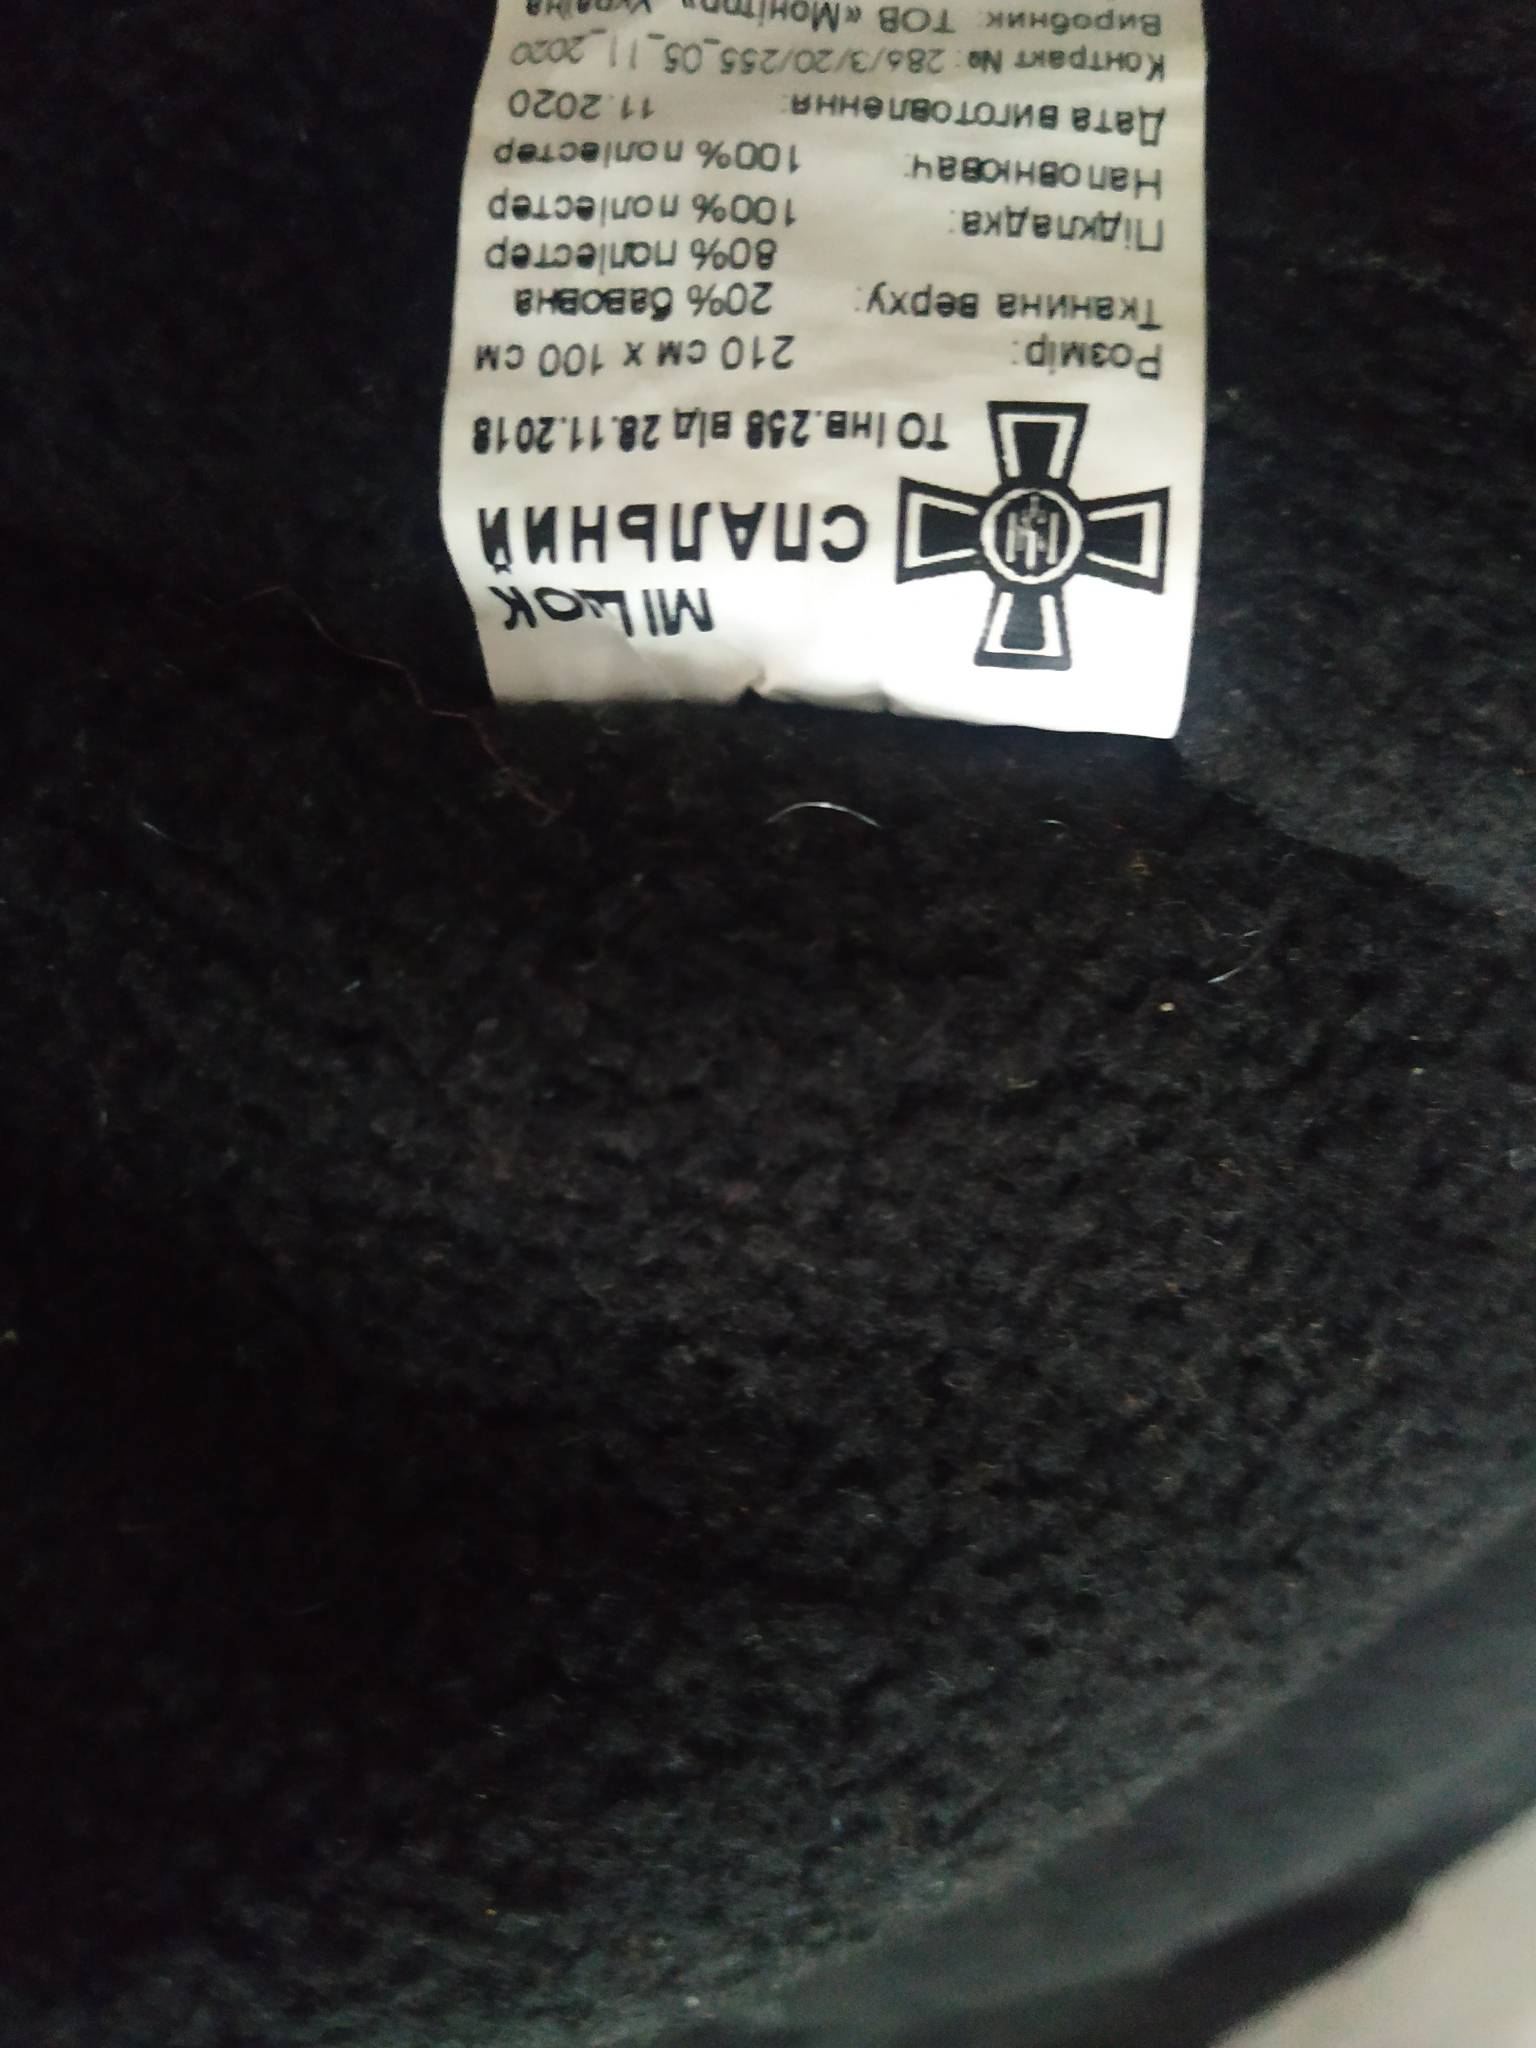 МІШОК
СПАЛЬНИЙ
ТО Інв.258 від 28.11.2018
Розмір: 210 см х 100 см
Тканина верху: 20% бавовна
80% поліестер
Підкладка: 100% поліестер
Наповнювач: 100% поліестер
Дата виготовлення: 11.2020
Контракт №: 286/3/20/255_05_11_2020
Виробник: ТОВ «Монітор», Україна